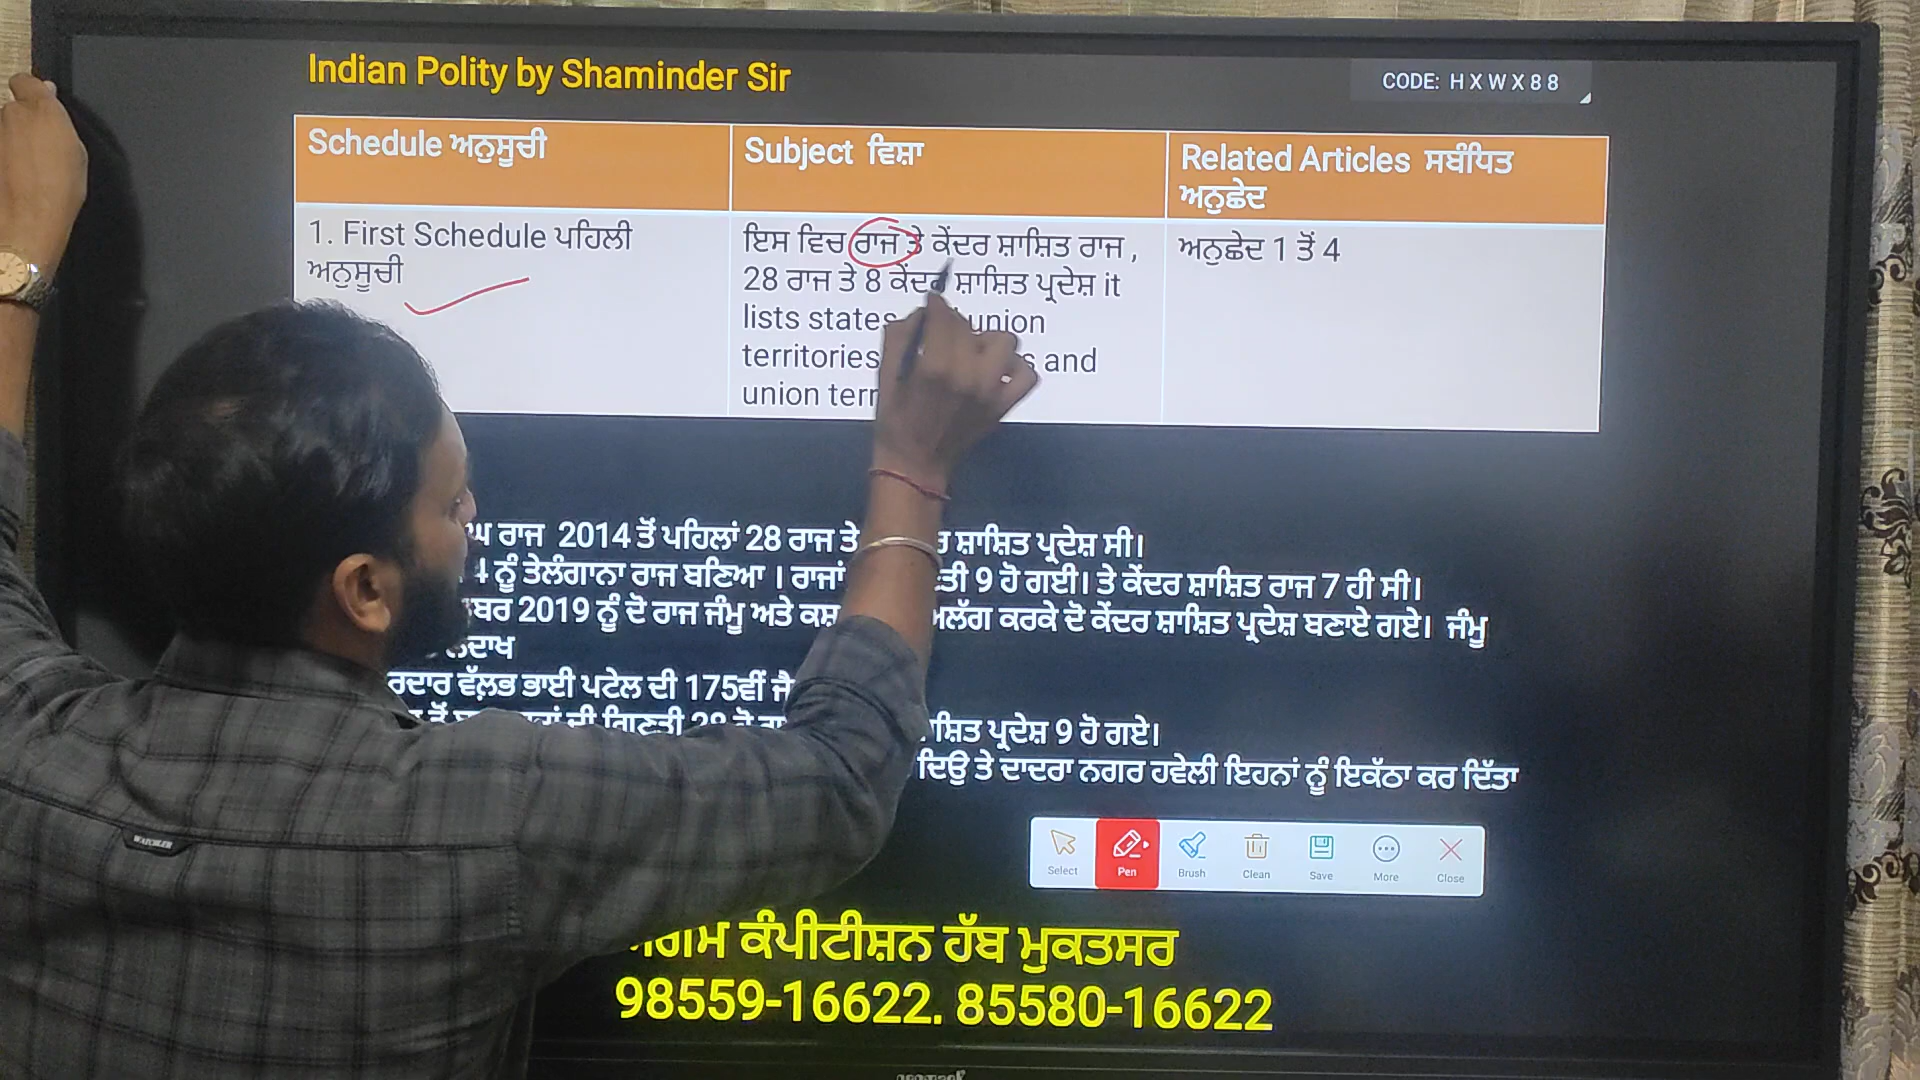 Indian Polity by Shaminder Sir
CODE: H X W X 8 8
Schedule ਅਨੁਸੂਚੀ
Subject ਵਿਸ਼ਾ
Related Articles ਸਬੰਧਿਤ
ਅਨੁਛੇਦ
1. First Schedule ਪਹਿਲੀ
ਅਨੁਸੂਚੀ
ਇਸ ਵਿਚ ਰਾਜ ਤੇ ਕੇਂਦਰ ਸ਼ਾਸ਼ਿਤ ਰਾਜ ,
28 ਰਾਜ ਤੇ 8 ਕੇਂਦਰ ਸ਼ਾਸ਼ਿਤ ਪ੍ਰਦੇਸ਼ it
lists states union
territories and
union
ਅਨੁਛੇਦ 1 ਤੋਂ 4
ਰਾਜ 2014 ਤੋਂ ਪਹਿਲਾਂ 28 ਰਾਜ ਤੇ ਸ਼ਾਸ਼ਿਤ ਪ੍ਰਦੇਸ਼ ਸੀ।
ਨੂੰ ਤੇਲੰਗਾਨਾ ਰਾਜ ਬਣਿਆ । ਰਾਜਾਂ 9 ਹੋ ਗਈ। ਤੇ ਕੇਂਦਰ ਸ਼ਾਸ਼ਿਤ ਰਾਜ 7 ਹੀ ਸੀ।
2019 ਨੂੰ ਦੋ ਰਾਜ ਜੰਮੂ ਅਤੇ ਅਲੱਗ ਕਰਕੇ ਦੋ ਕੇਂਦਰ ਸ਼ਾਸ਼ਿਤ ਪ੍ਰਦੇਸ਼ ਬਣਾਏ ਗਏ। ਜੰਮੂ
ਵੱਲ਼ਭ ਭਾਈ ਪਟੇਲ ਦੀ 175ਵੀਂ
ਪ੍ਰਦੇਸ਼ 9 ਹੋ ਗਏ।
ਦਿਉ ਤੇ ਦਾਦਰਾ ਨਗਰ ਹਵੇਲੀ ਇਹਨਾਂ ਨੂੰ ਇਕੱਠਾ ਕਰ ਦਿੱਤਾ
Select Pen Brush Clean Save More Close
ਕੰਪੀਟੀਸ਼ਨ ਹੱਬ ਮੁਕਤਸਰ
98559-16622. 85580-16622